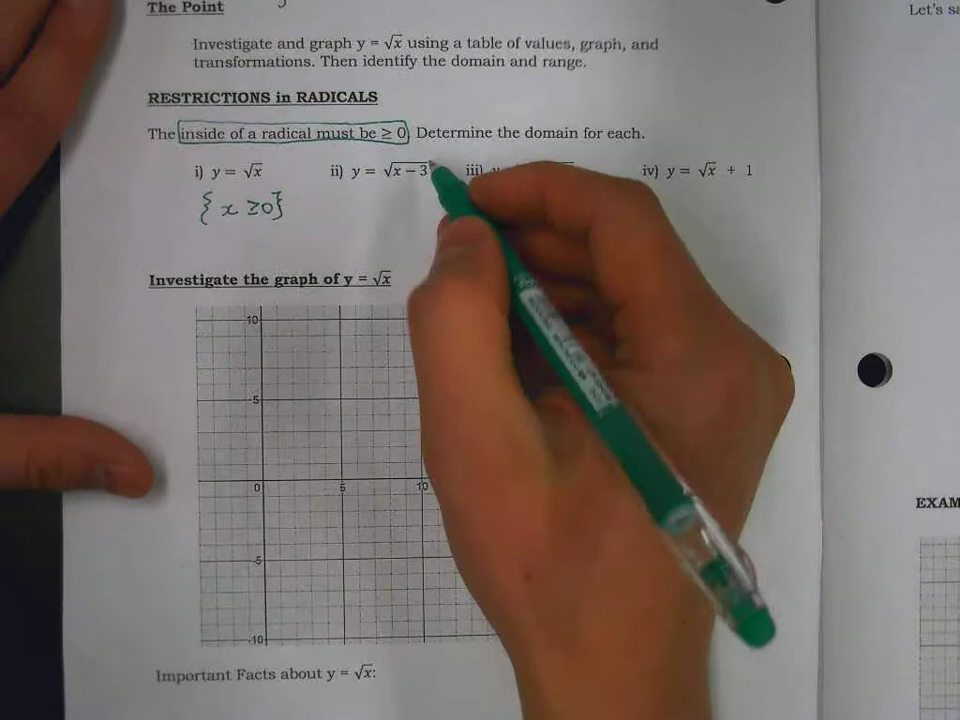 The Point
Let's
Investigate and graph y = √x using a table of values, graph, and
transformations. Then identify the domain and range.
RESTRICTIONS in RADICALS
The inside of a radical must be ≥ 0. Determine the domain for each.
i) y = √x ii) y = √x − 3 iii) iv) y = √x + 1
{ x ≥0}
Investigate the graph of y = √x
10
5
0 5 10
-5
-10
EXAM
Important Facts about y = √x: